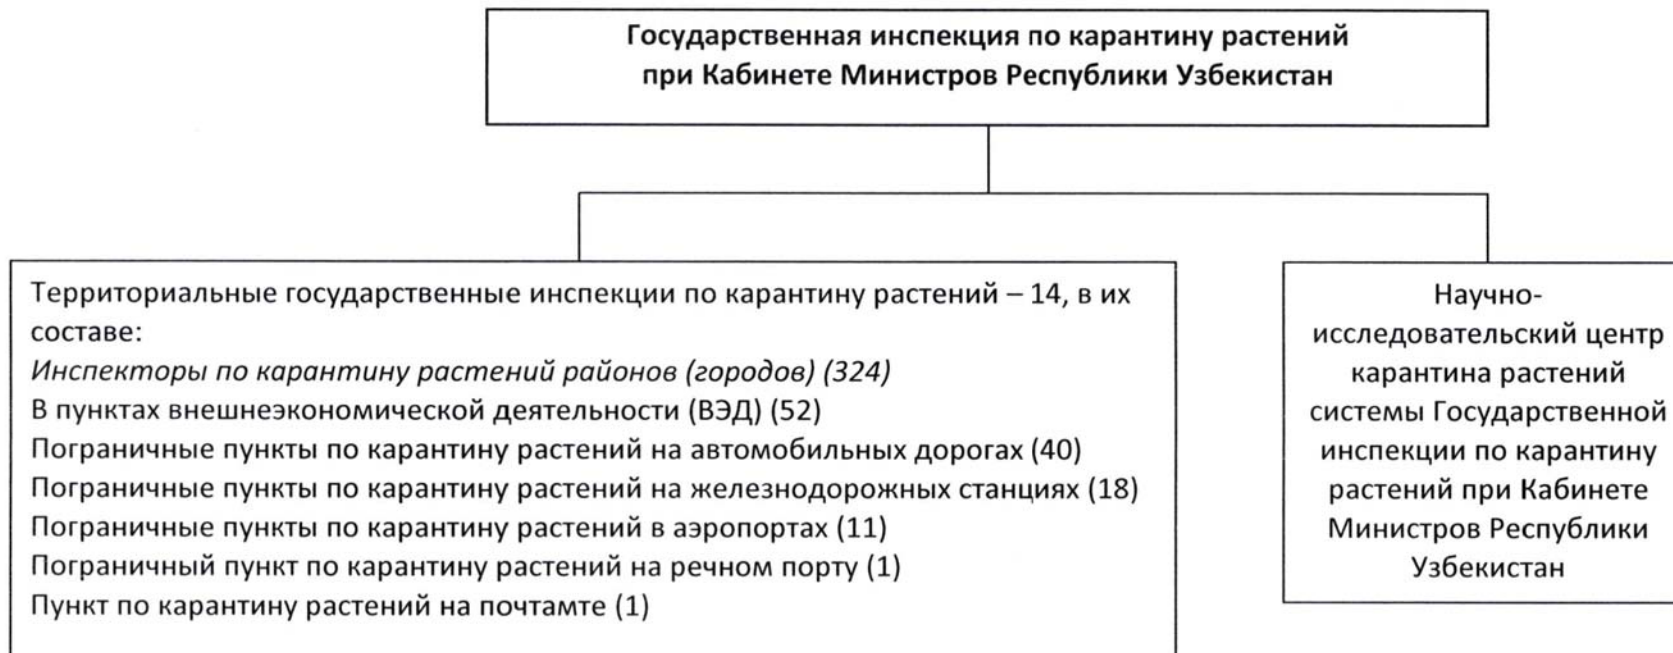 Государственная инспекция по карантину растений
при Кабинете Министров Республики Узбекистан
Территориальные государственные инспекции по карантину растений – 14, в их
составе:
Инспекторы по карантину растений районов (городов) (324)
В пунктах внешнеэкономической деятельности (ВЭД) (52)
Пограничные пункты по карантину растений на автомобильных дорогах (40)
Пограничные пункты по карантину растений на железнодорожных станциях (18)
Пограничные пункты по карантину растений в аэропортах (11)
Пограничный пункт по карантину растений на речном порту (1)
Пункт по карантину растений на почтамте (1)
Научно-
исследовательский центр
карантина растений
системы Государственной
инспекции по карантину
растений при Кабинете
Министров Республики
Узбекистан